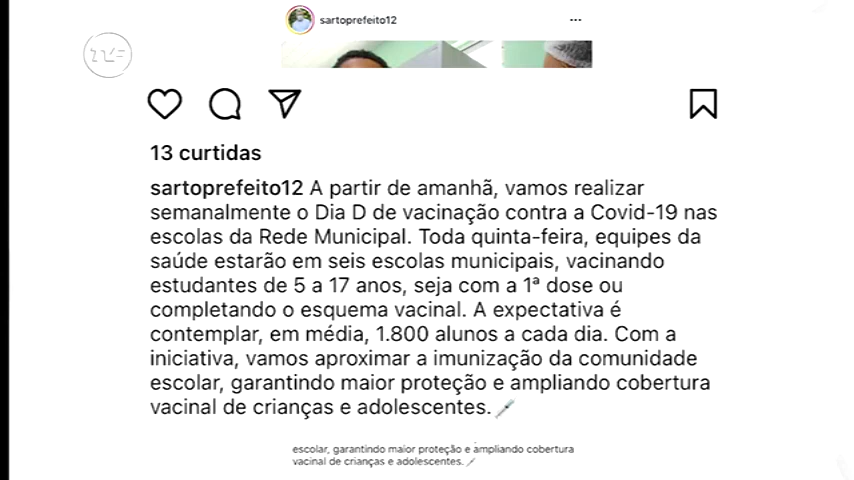 sartoprefeito12
TVF
13 curtidas
sartoprefeito12 A partir de amanhã, vamos realizar
semanalmente o Dia D de vacinação contra a Covid-19 nas
escolas da Rede Municipal. Toda quinta-feira, equipes da
saúde estarão em seis escolas municipais, vacinando
estudantes de 5 a 17 anos, seja com a 1ª dose ou
completando o esquema vacinal. A expectativa é
contemplar, em média, 1.800 alunos a cada dia. Com a
iniciativa, vamos aproximar a imunização da comunidade
escolar, garantindo maior proteção e ampliando cobertura
vacinal de crianças e adolescentes.
escolar, garantindo maior proteção e ampliando cobertura
vacinal de crianças e adolescentes.